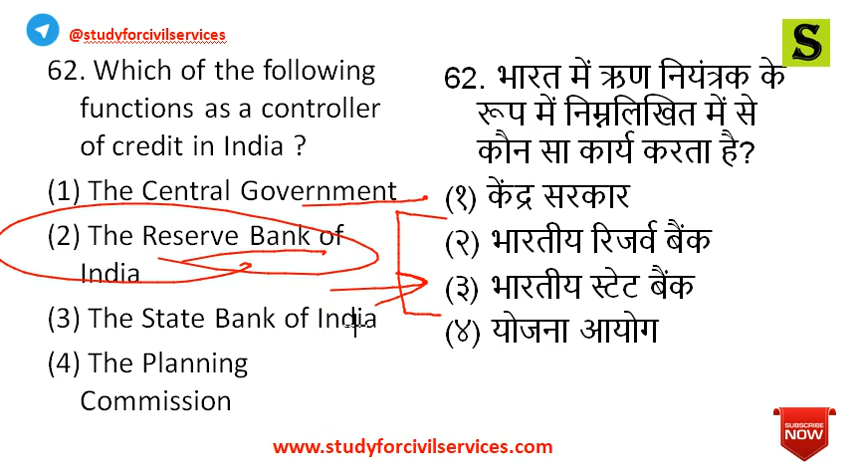 @studyforcivilservices
S
62. Which of the following
functions as a controller
of credit in India ?
(1) The Central Government
(2) The Reserve Bank of
India
(3) The State Bank of India
(4) The Planning
Commission
62. भारत में ऋण नियंत्रक के
रूप में निम्नलिखित में से
कौन सा कार्य करता है?
(१) केंद्र सरकार
(२) भारतीय रिजर्व बैंक
(३) भारतीय स्टेट बैंक
(४) योजना आयोग
SUBSCRIBE
NOW
www.studyforcivilservices.com